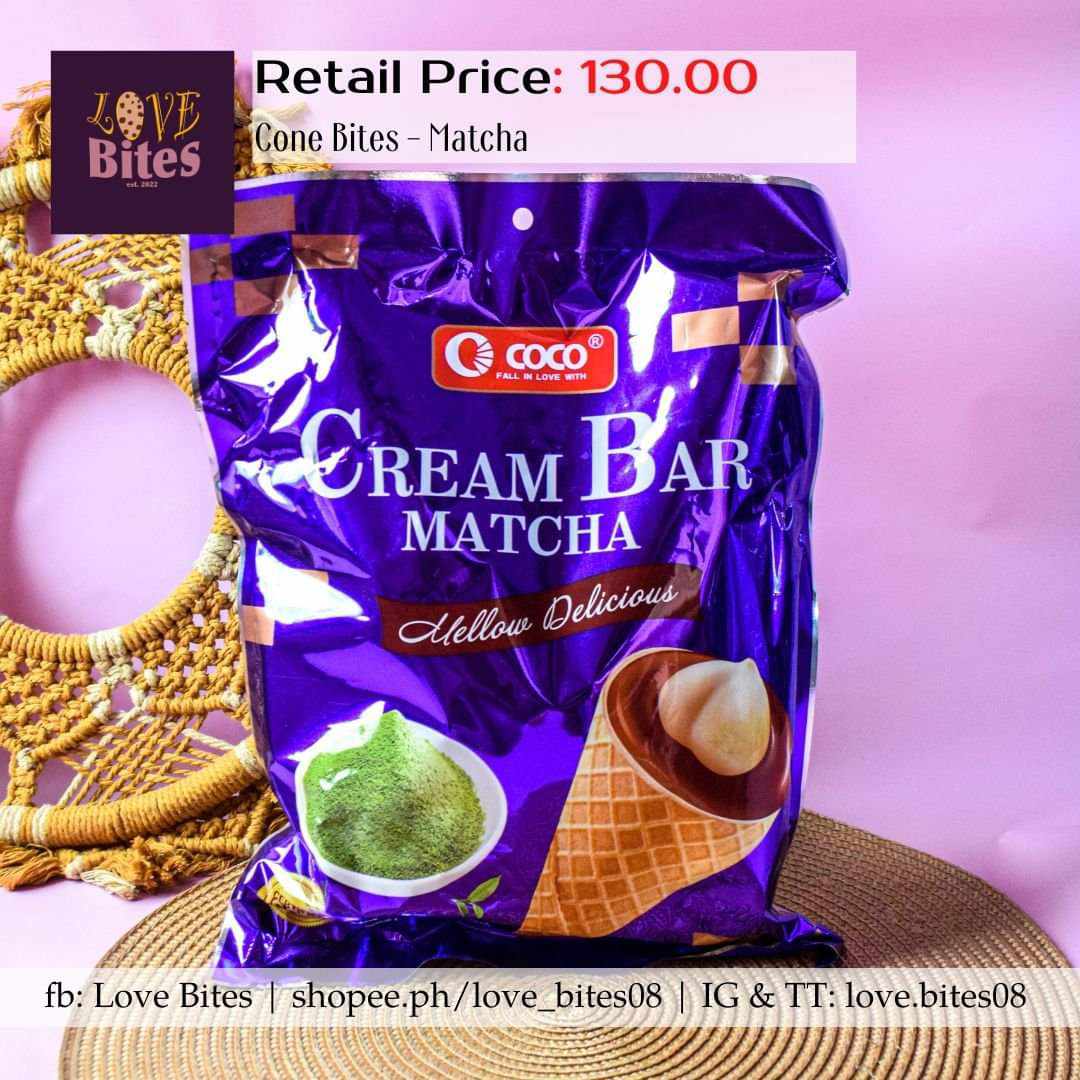 LOVE
Bites
est. 2022
Retail Price: 130.00
Cone Bites - Matcha
COCO®
FALL IN LOVE WITH
CREAM BAR
MATCHA
Mellow Delicious
fb: Love Bites | shopee.ph/love_bites08 | IG & TT: love.bites08